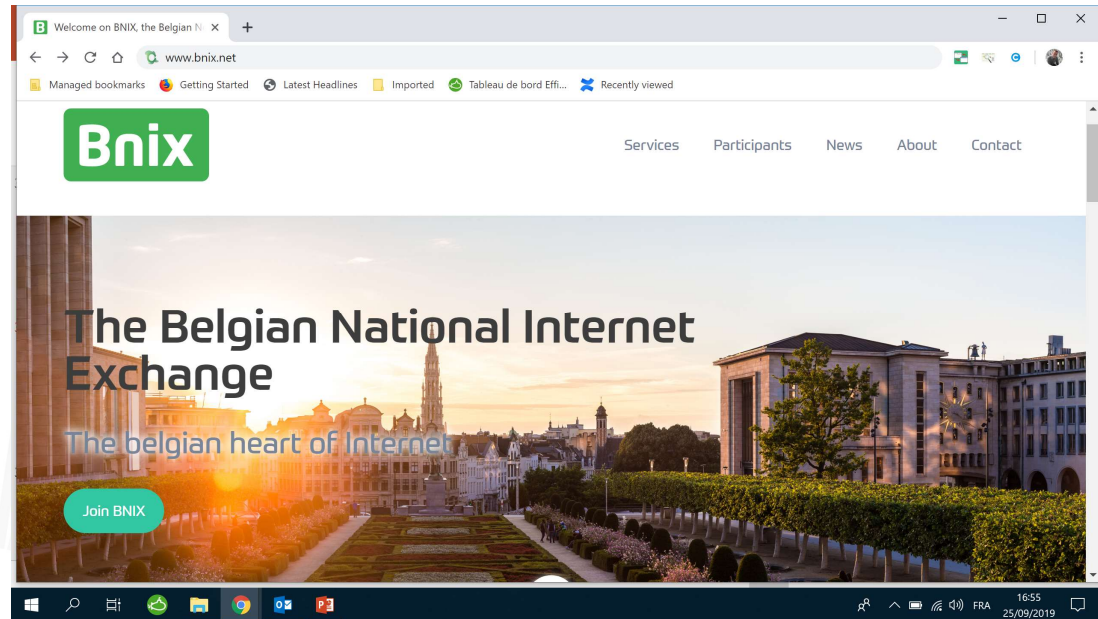 Welcome on BNIX, the Belgian N
www.bnix.net
Managed bookmarks Getting Started Latest Headlines Imported Tableau de bord Effi... Recently viewed
Bnix
Services Participants News About Contact
The Belgian National Internet
Exchange
The belgian heart of Internet
Join BNIX
FRA
16:55
25/09/2019